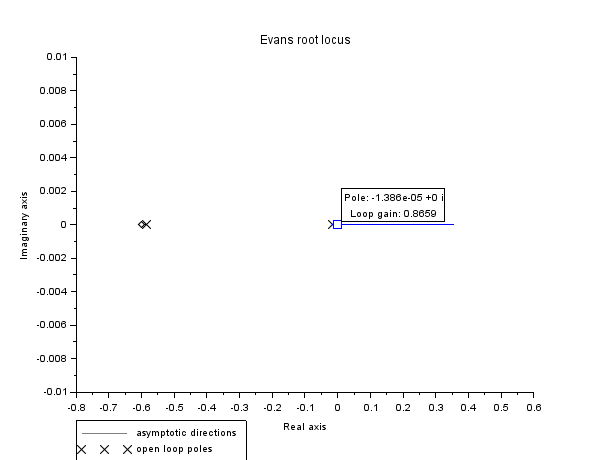 Evans root locus
0.01
0.008
0.006
0.004
0.002
0
-0.002
-0.004
-0.006
-0.008
-0.01
Imaginary axis
Pole: -1.386e-05 +0 i
Loop gain: 0.8659
-0.8 -0.7 -0.6 -0.5 -0.4 -0.3 -0.2 -0.1 0 0.1 0.2 0.3 0.4 0.5 0.6
Real axis
asymptotic directions
open loop poles